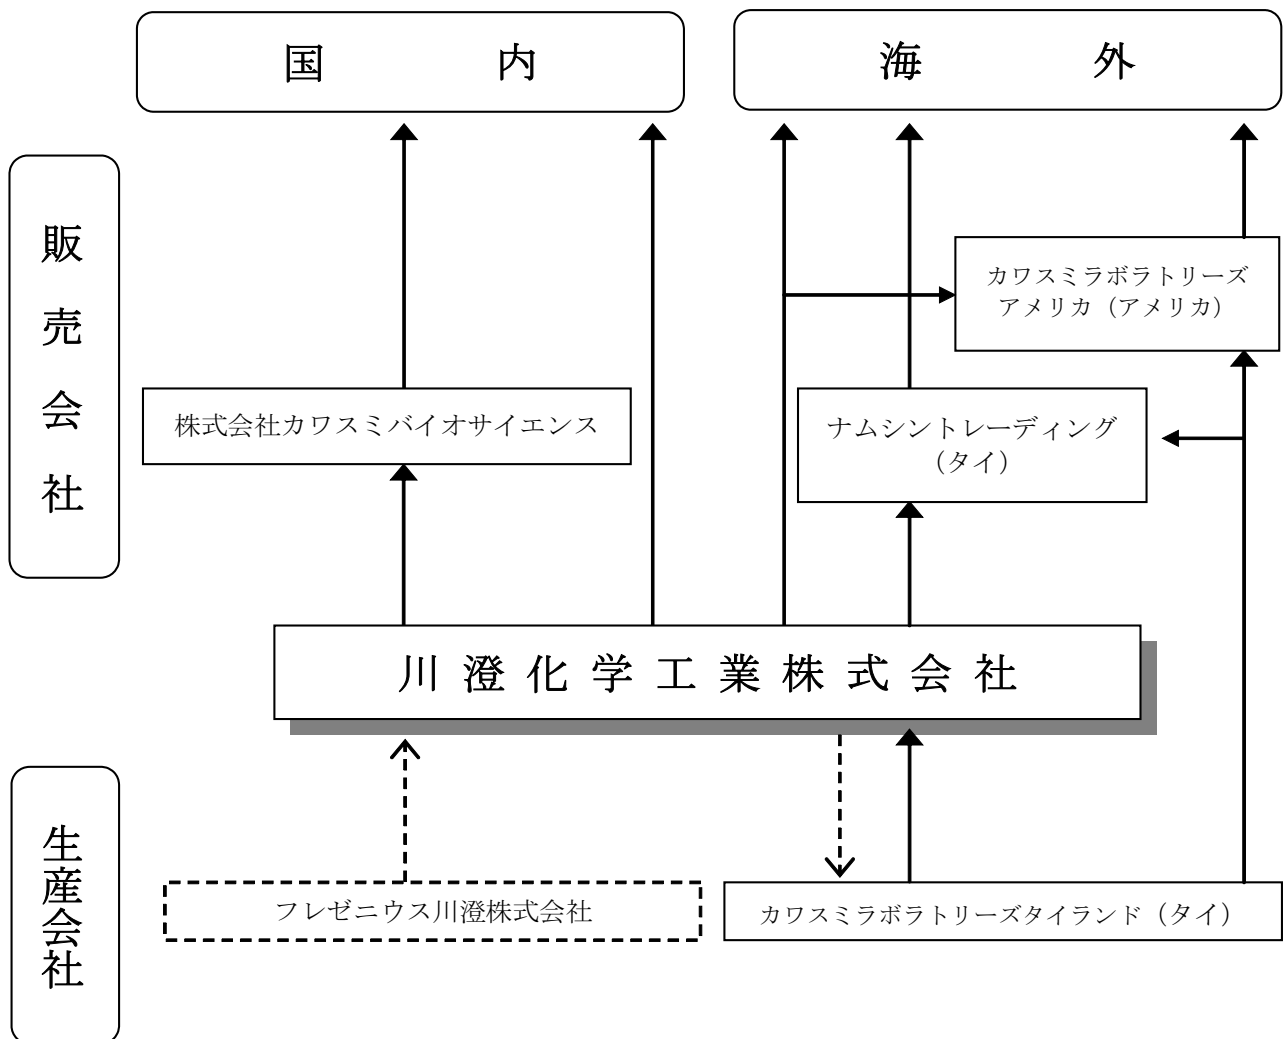 国内
海外
販売会社
カワスミラボラトリーズ
アメリカ（アメリカ）
株式会社カワスミバイオサイエンス
ナムシントレーディング
（タイ）
川澄化学工業株式会社
生産会社
フレゼニウス川澄株式会社
カワスミラボラトリーズタイランド（タイ）